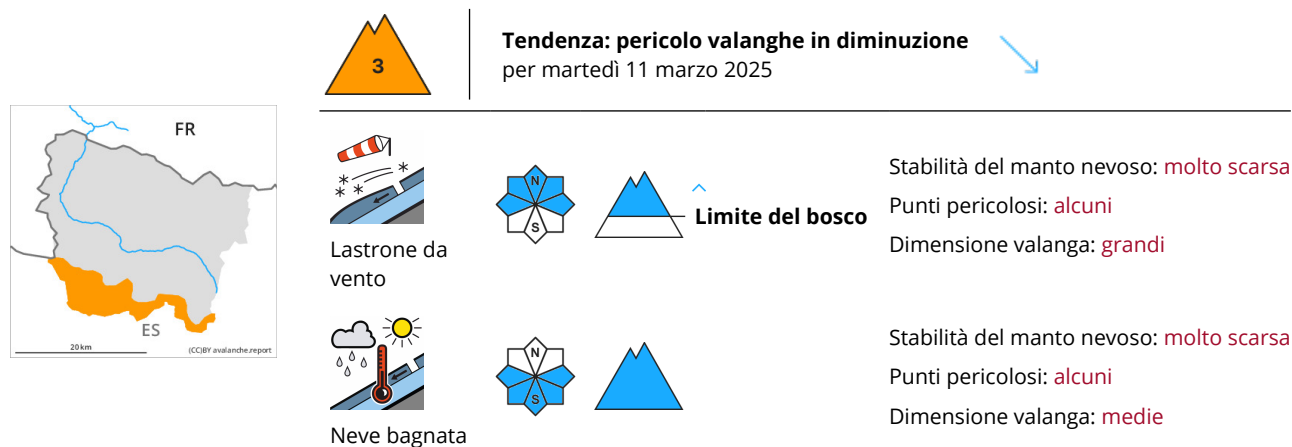 3
Tendenza: pericolo valanghe in diminuzione
per martedì 11 marzo 2025
FR
ES
20 km
(CC)BY avalanche.report
N
S
Limite del bosco
Lastrone da
vento
Stabilità del manto nevoso: molto scarsa
Punti pericolosi: alcuni
Dimensione valanga: grandi
N
S
Neve bagnata
Stabilità del manto nevoso: molto scarsa
Punti pericolosi: alcuni
Dimensione valanga: medie